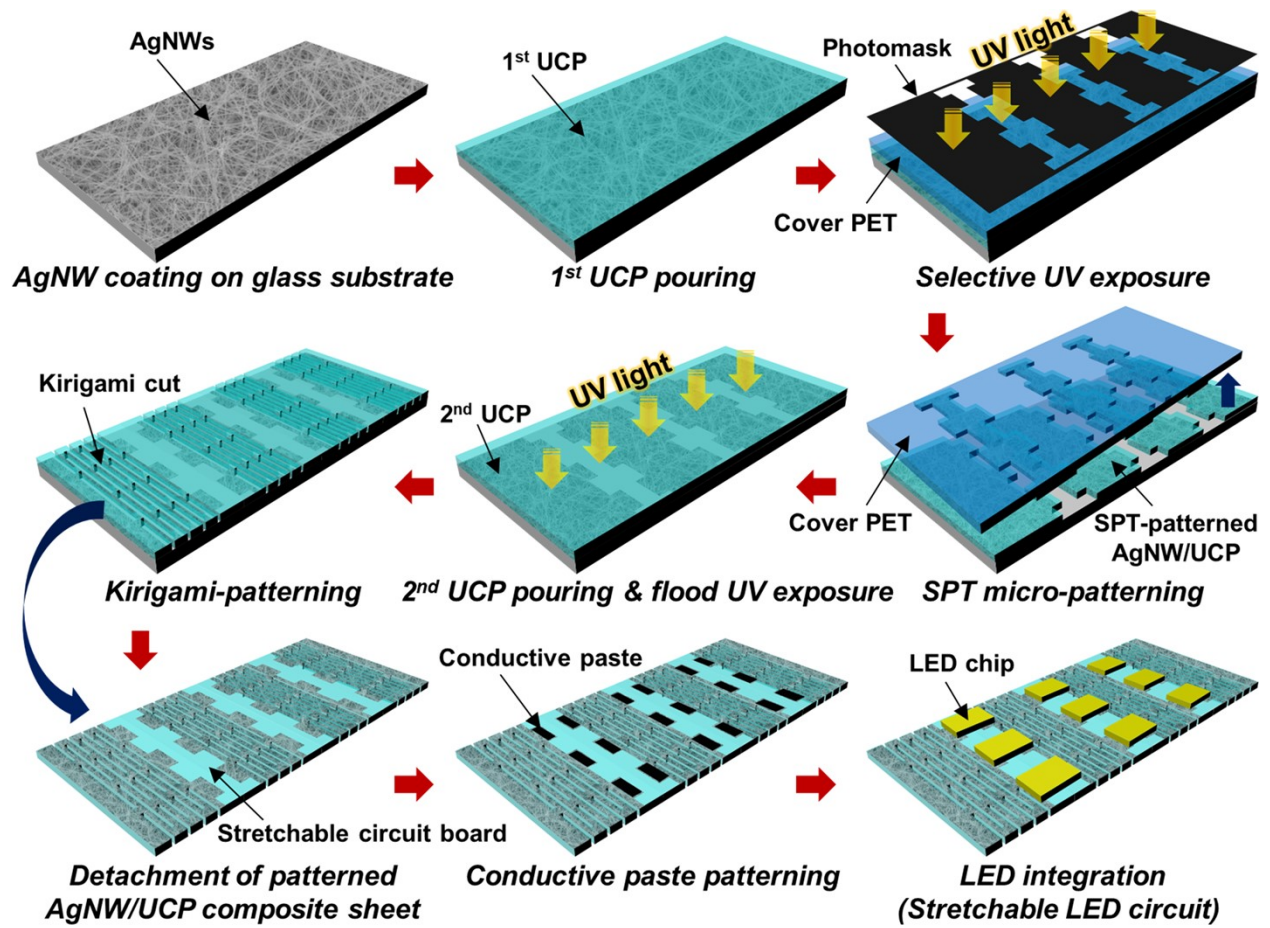 AgNWs
AgNW coating on glass substrate
1st UCP
1st UCP pouring
Photomask
UV light
Cover PET
Selective UV exposure
Cover PET
SPT-patterned
AgNW/UCP
SPT micro-patterning
UV light
2nd UCP
2nd UCP pouring & flood UV exposure
Kirigami cut
Kirigami-patterning
Stretchable circuit board
Detachment of patterned
AgNW/UCP composite sheet
Conductive paste
Conductive paste patterning
LED chip
LED integration
(Stretchable LED circuit)